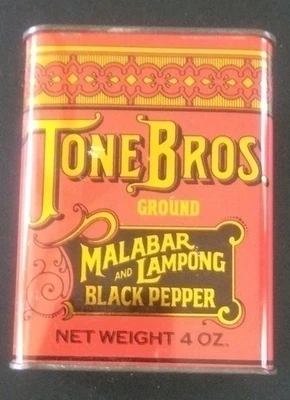 TONE BROS.
GROUND
MALABAR
AND LAMPONG
BLACK PEPPER
NET WEIGHT 4 OZ.